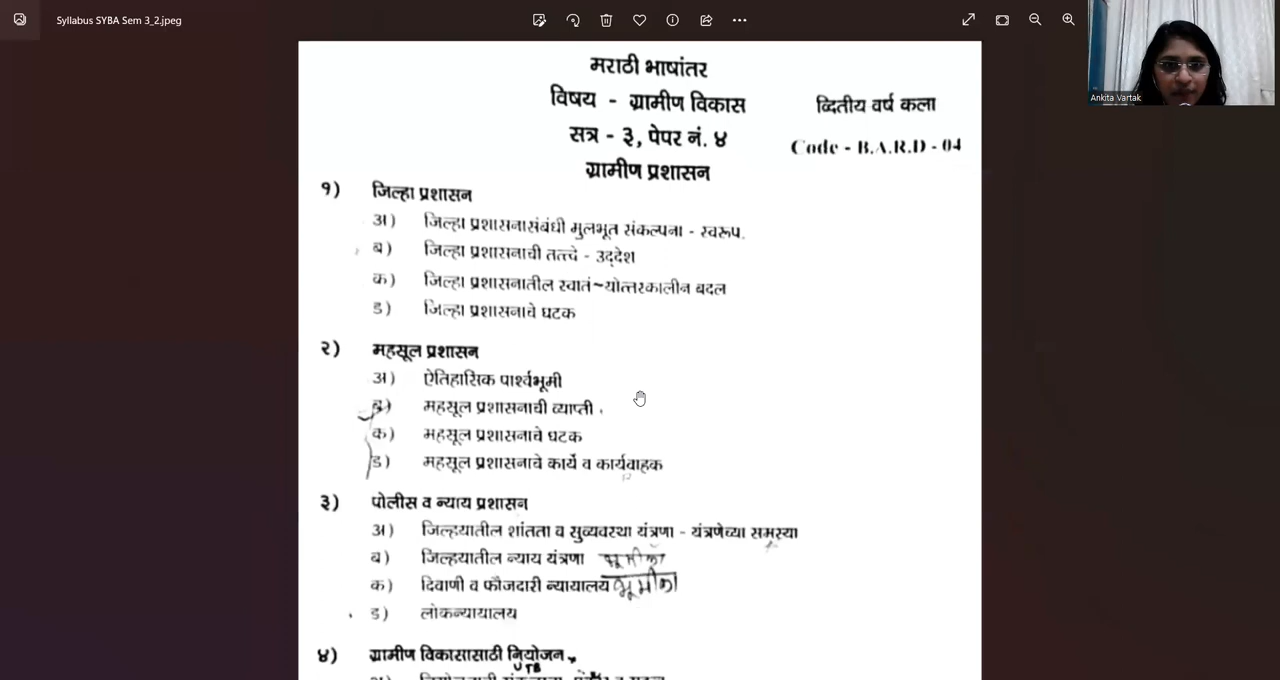 Syllabus SYBA Sem 3_2.jpeg
Ankita Vartak
मराठी भाषांतर
विषय - ग्रामीण विकास
द्वितीय वर्ष कला
सत्र - ३, पेपर नं. ४
Code - B.A.R.D - 04
ग्रामीण प्रशासन
१) जिल्हा प्रशासन
अ) जिल्हा प्रशासनासंबंधी मुलभूत संकल्पना - स्वरूप.
ब) जिल्हा प्रशासनाची तत्त्वे - उद्देश
क) जिल्हा प्रशासनातील स्वातं~योत्तरकालीन बदल
ड) जिल्हा प्रशासनाचे घटक
२) महसूल प्रशासन
अ) ऐतिहासिक पार्श्वभूमी
ब) महसूल प्रशासनाची व्याप्ती .
क) महसूल प्रशासनाचे घटक
ड) महसूल प्रशासनाचे कार्ये व कार्यवाहक
३) पोलीस व न्याय प्रशासन
अ) जिल्हयातील शांतता व सुव्यवस्था यंत्रणा - यंत्रणेच्या समस्या
ब) जिल्हयातील न्याय यंत्रणा भूमीका
क) दिवाणी व फौजदारी न्यायालय भूमीका
ड) लोकन्यायालय
४) ग्रामीण विकासासाठी नियोजन